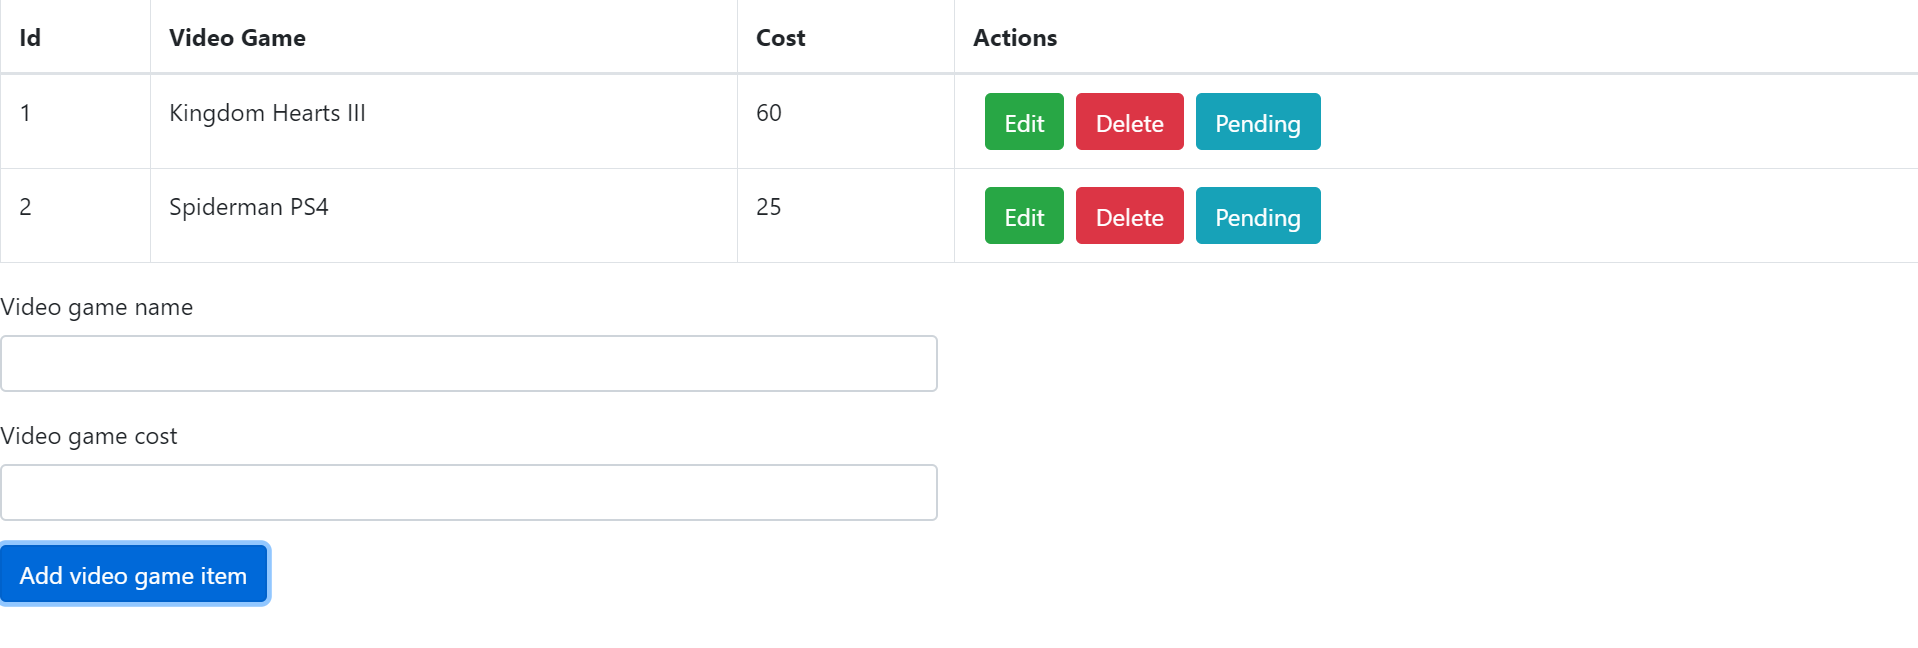 Id Video Game Cost Actions
1 Kingdom Hearts III 60 Edit Delete Pending
2 Spiderman PS4 25 Edit Delete Pending
Video game name
Video game cost
Add video game item